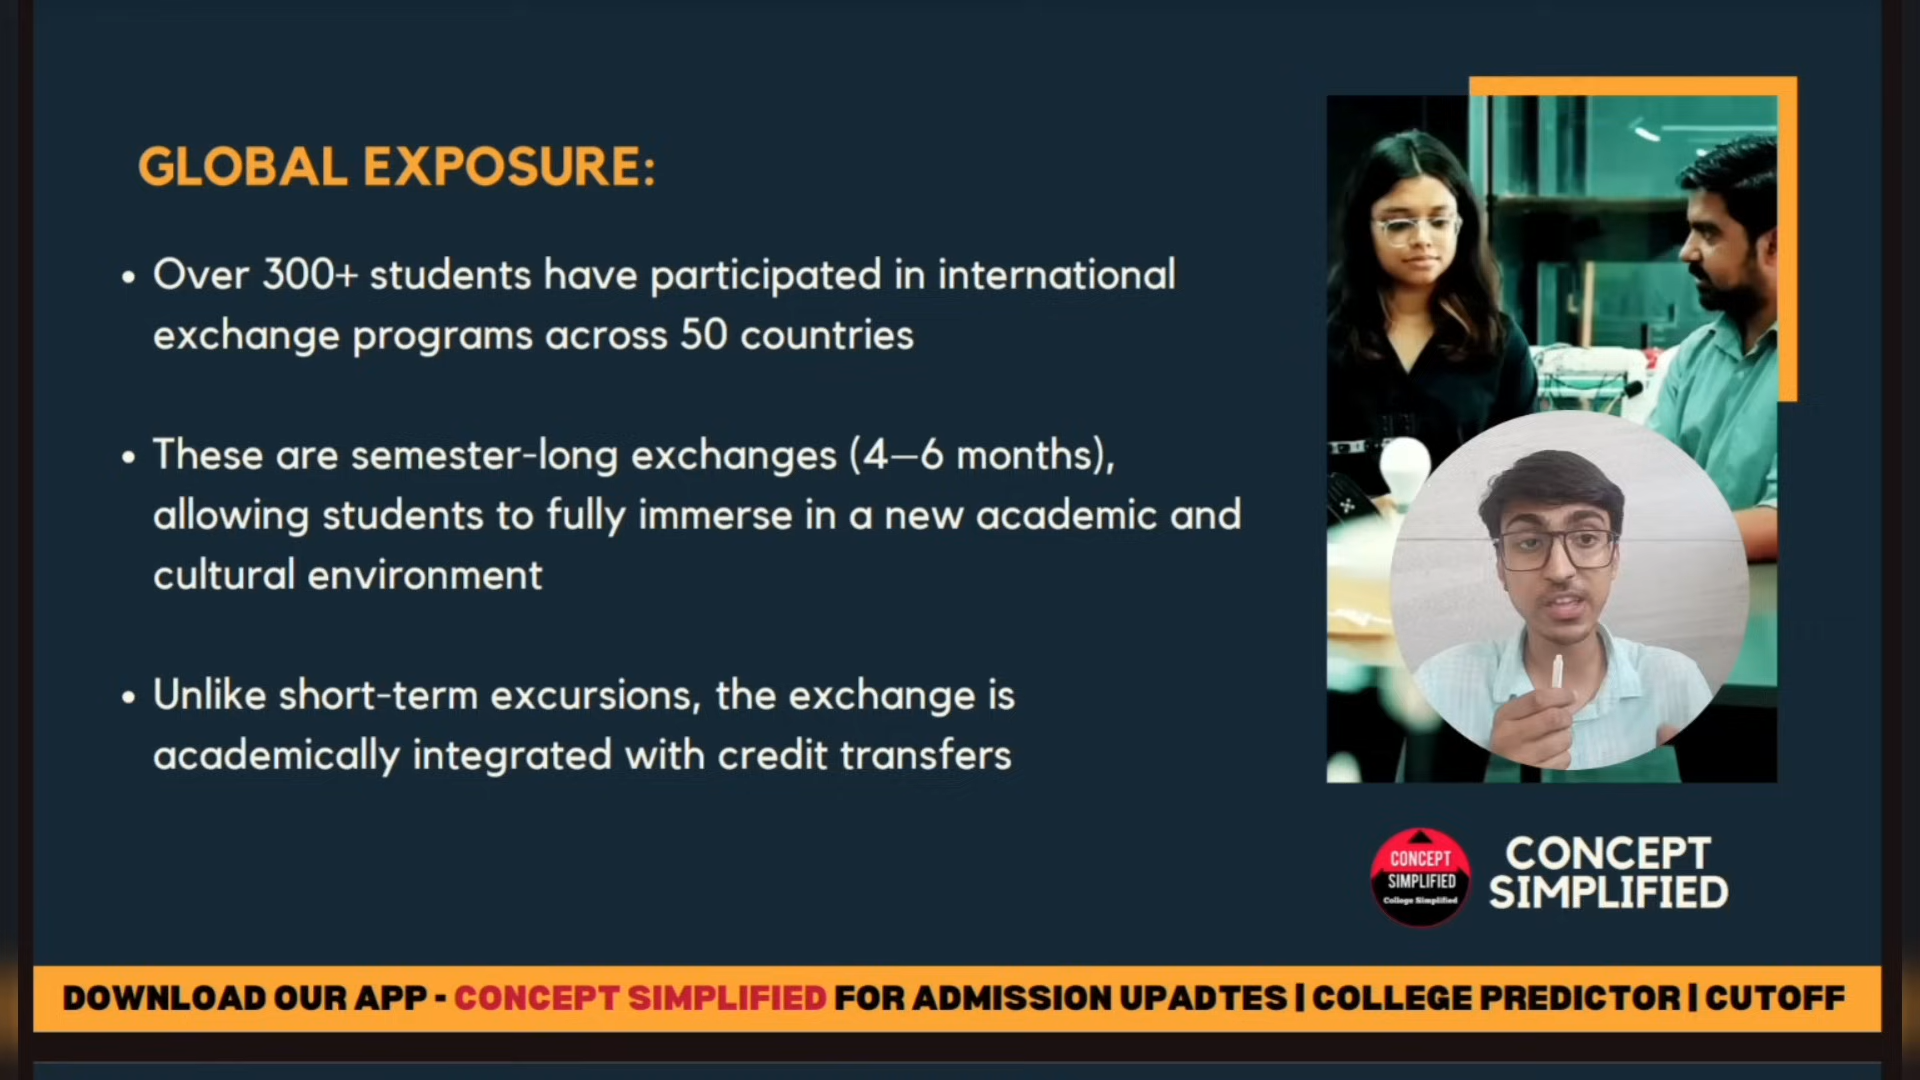 GLOBAL EXPOSURE:
• Over 300+ students have participated in international
exchange programs across 50 countries
• These are semester-long exchanges (4–6 months),
allowing students to fully immerse in a new academic and
cultural environment
• Unlike short-term excursions, the exchange is
academically integrated with credit transfers
CONCEPT
SIMPLIFIED
College Simplified
CONCEPT
SIMPLIFIED
DOWNLOAD OUR APP - CONCEPT SIMPLIFIED FOR ADMISSION UPADTES | COLLEGE PREDICTOR | CUTOFF